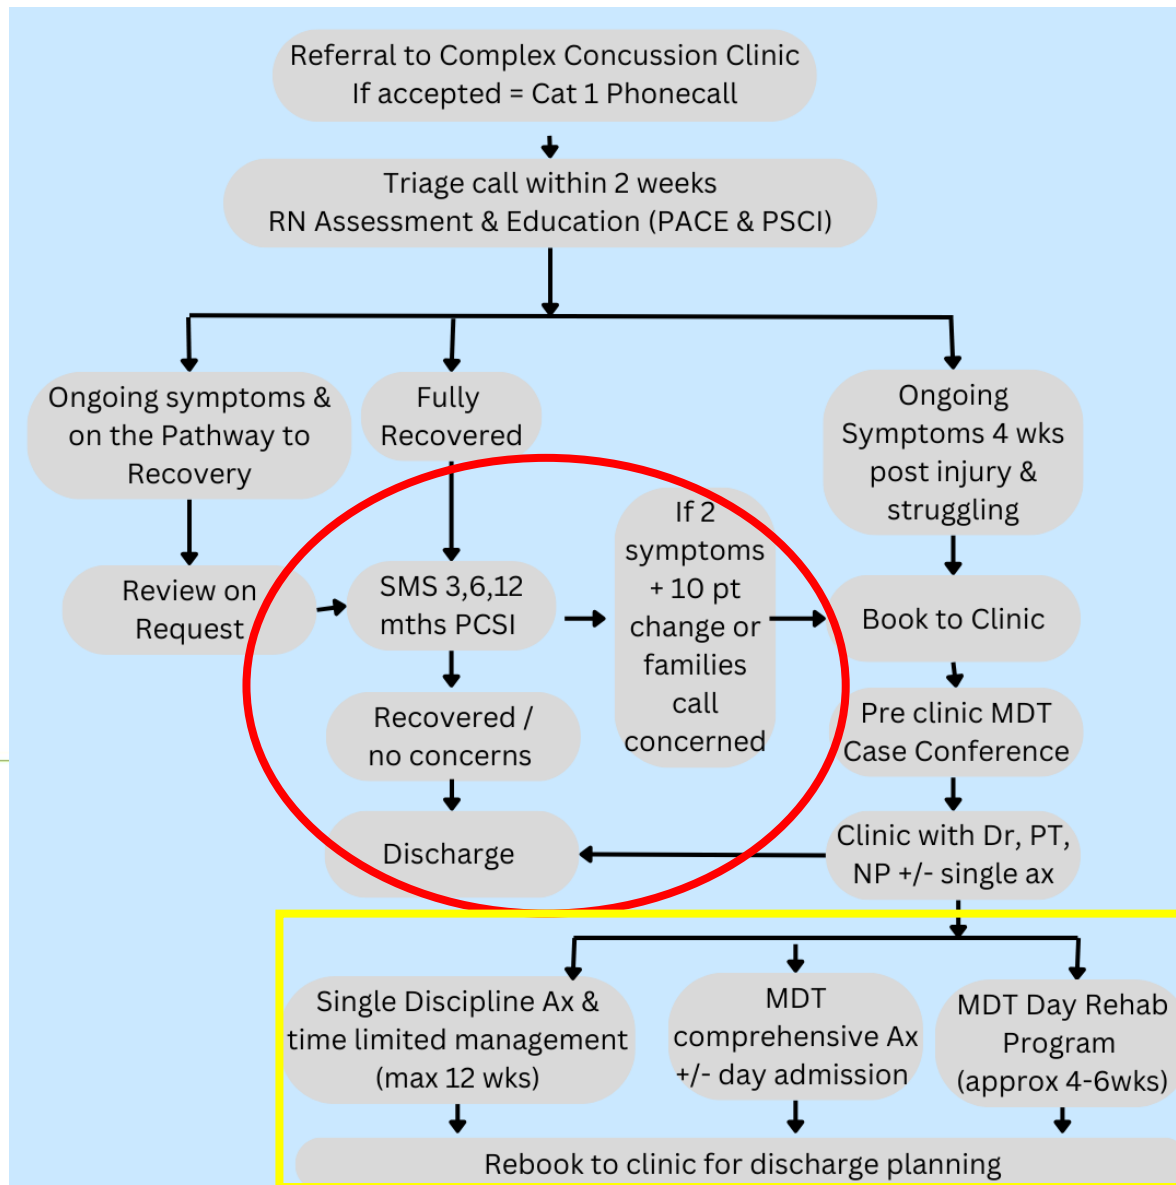 Referral to Complex Concussion Clinic
If accepted = Cat 1 Phonecall
Triage call within 2 weeks
RN Assessment & Education (PACE & PSCI)
Ongoing symptoms &
on the Pathway to
Recovery
Fully
Recovered
Ongoing
Symptoms 4 wks
post injury &
struggling
Review on
Request
SMS 3,6,12
mths PCSI
If 2
symptoms
+ 10 pt
change or
families
call
concerned
Book to Clinic
Recovered /
no concerns
Pre clinic MDT
Case Conference
Discharge
Clinic with Dr, PT,
NP +/- single ax
Single Discipline Ax &
time limited management
(max 12 wks)
MDT
comprehensive Ax
+/- day admission
MDT Day Rehab
Program
(approx 4-6wks)
Rebook to clinic for discharge planning